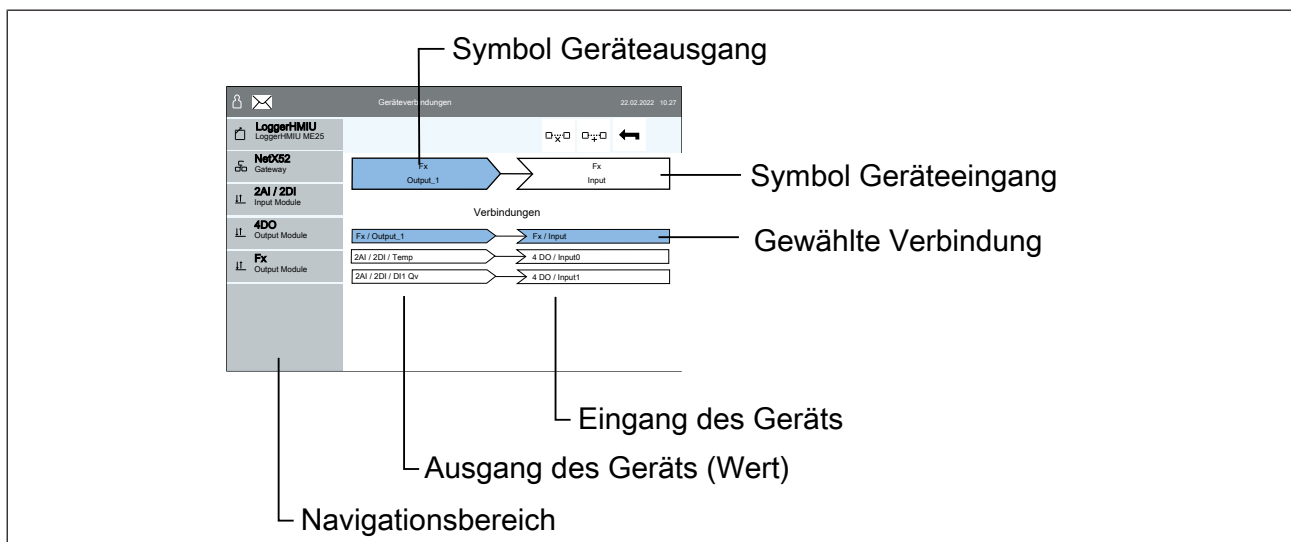 Symbol Geräteausgang
Geräteverbindungen 22.02.2022 10.27
LoggerHMIU
LoggerHMIU ME25
NetX52
Gateway
2AI / 2DI
Input Module
4DO
Output Module
Fx
Output Module
Fx
Output_1
Fx
Input
Symbol Geräteeingang
Verbindungen
Fx / Output_1 Fx / Input
Gewählte Verbindung
2AI / 2DI / Temp 4 DO / Input0
2AI / 2DI / DI1 Qv 4 DO / Input1
Eingang des Geräts
Ausgang des Geräts (Wert)
Navigationsbereich